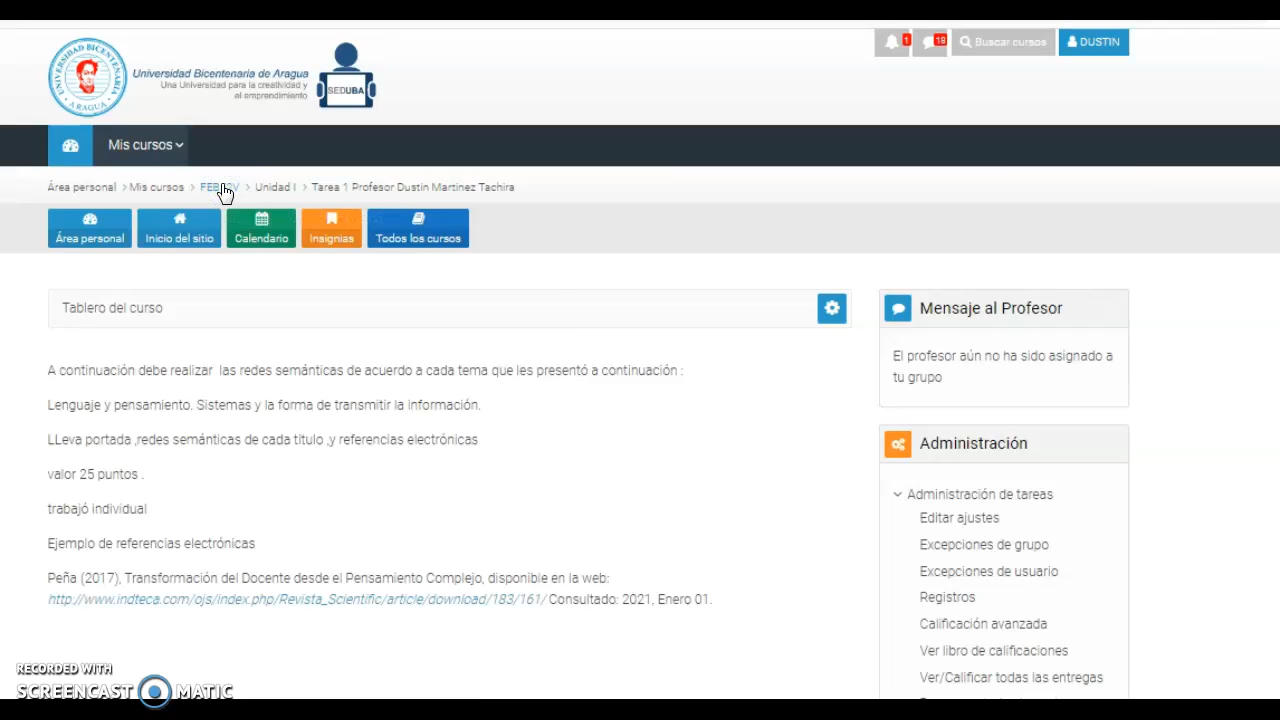 UNIVERSIDAD BICENTENARIA
ARAGUA
Universidad Bicentenaria de Aragua
Una Universidad para la creatividad y
el emprendimiento
SEDUBA
1
18
Buscar cursos
DUSTIN
Mis cursos
Área personal > Mis cursos > > Unidad I > Tarea 1 Profesor Dustin Martinez Tachira
Área personal
Inicio del sitio
Calendario
Insignias
Todos los cursos
Tablero del curso
A continuación debe realizar las redes semánticas de acuerdo a cada tema que les presentó a continuación :
Lenguaje y pensamiento. Sistemas y la forma de transmitir la información.
LLeva portada ,redes semánticas de cada título ,y referencias electrónicas
valor 25 puntos .
trabajó individual
Ejemplo de referencias electrónicas
Peña (2017), Transformación del Docente desde el Pensamiento Complejo, disponible en la web:
http://www.indteca.com/ojs/index.php/Revista_Scientific/article/download/183/161/ Consultado: 2021, Enero 01.
Mensaje al Profesor
El profesor aún no ha sido asignado a
tu grupo
Administración
Administración de tareas
Editar ajustes
Excepciones de grupo
Excepciones de usuario
Registros
Calificación avanzada
Ver libro de calificaciones
Ver/Calificar todas las entregas
RECORDED WITH
SCREENCAST MATIC